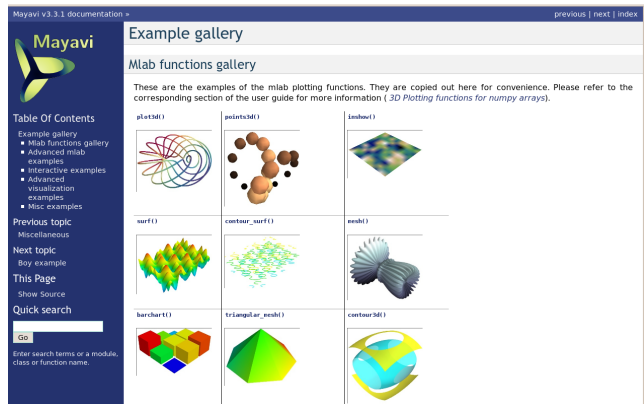 Mayavi v3.3.1 documentation »
previous | next | index
Mayavi
Table Of Contents
Example gallery
Mlab functions gallery
Advanced mlab
examples
Interactive examples
Advanced
visualization
examples
Misc examples
Previous topic
Miscellaneous
Next topic
Boy example
This Page
Show Source
Quick search
Go
Enter search terms or a module,
class or function name.
Example gallery
Mlab functions gallery
These are the examples of the mlab plotting functions. They are copied out here for convenience. Please refer to the
corresponding section of the user guide for more information ( 3D Plotting functions for numpy arrays).
plot3d()
points3d()
imshow()
surf()
contour_surf()
mesh()
barchart()
triangular_mesh()
contour3d()